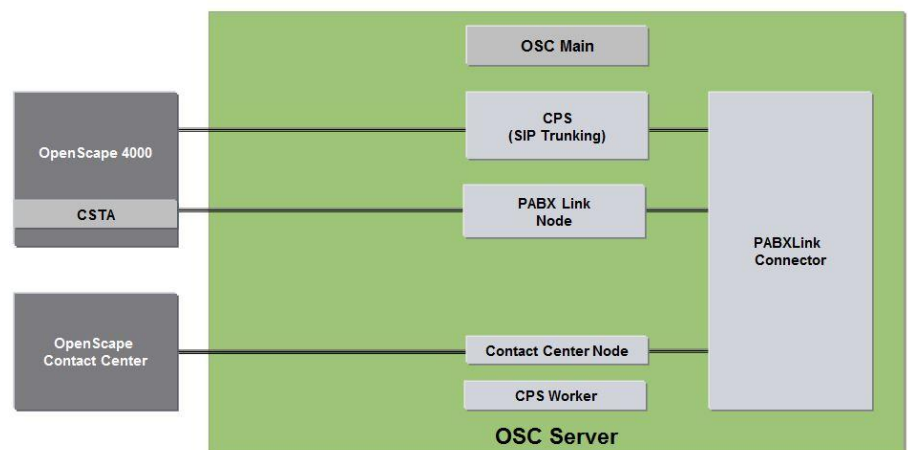 OSC Main
CPS
(SIP Trunking)
OpenScape 4000
CSTA
PABX Link
Node
PABXLink
Connector
OpenScape
Contact Center
Contact Center Node
CPS Worker
OSC Server